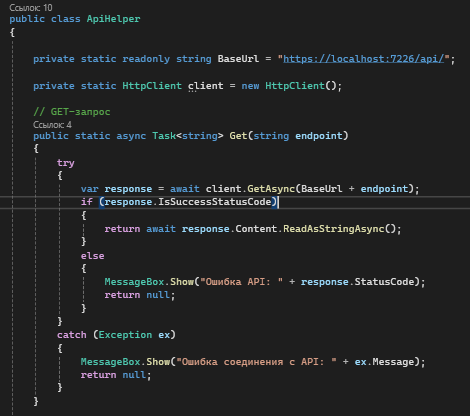 Ссылок: 10
public class ApiHelper
{
private static readonly string BaseUrl = "https://localhost:7226/api/";
private static HttpClient client = new HttpClient();
// GET-запрос
Ссылок: 4
public static async Task<string> Get(string endpoint)
{
try
{
var response = await client.GetAsync(BaseUrl + endpoint);
if (response.IsSuccessStatusCode)
{
return await response.Content.ReadAsStringAsync();
}
else
{
MessageBox.Show("Ошибка API: " + response.StatusCode);
return null;
}
}
catch (Exception ex)
{
MessageBox.Show("Ошибка соединения с API: " + ex.Message);
return null;
}
}